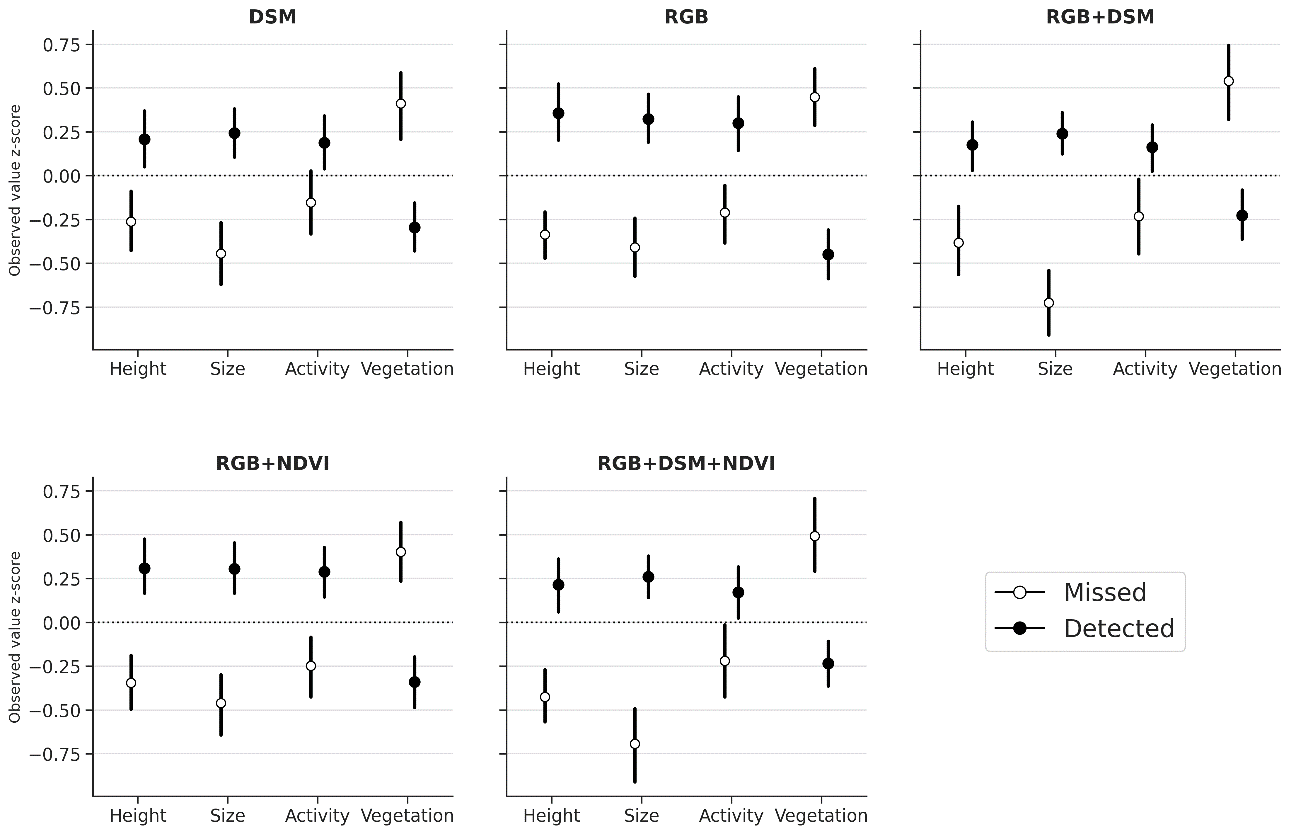 DSM
RGB
RGB+DSM
Observed value z-score
0.75
0.50
0.25
0.00
−0.25
−0.50
−0.75
Height Size Activity Vegetation
Height Size Activity Vegetation
Height Size Activity Vegetation
RGB+NDVI
RGB+DSM+NDVI
Observed value z-score
0.75
0.50
0.25
0.00
−0.25
−0.50
−0.75
Height Size Activity Vegetation
Height Size Activity Vegetation
Missed
Detected